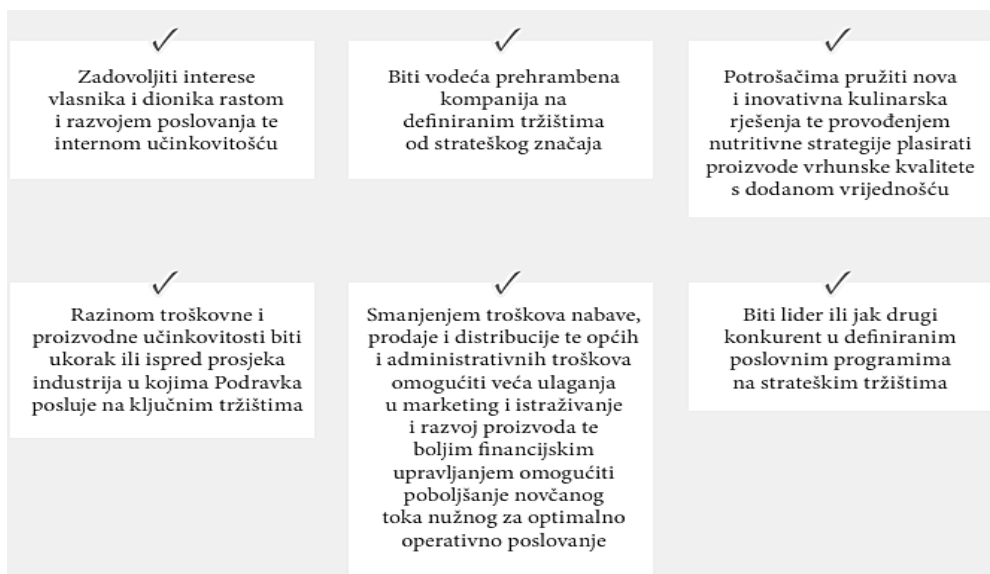 Zadovoljiti interese
vlasnika i dionika rastom
i razvojem poslovanja te
internom učinkovitošću
Biti vodeća prehrambena
kompanija na
definiranim tržištima
od strateškog značaja
Potrošačima pružiti nova
i inovativna kulinarska
rješenja te provođenjem
nutritivne strategije plasirati
proizvode vrhunske kvalitete
s dodanom vrijednošću
Razinom troškovne i
proizvodne učinkovitosti biti
ukorak ili ispred prosjeka
industrija u kojima Podravka
posluje na ključnim tržištima
Smanjenjem troškova nabave,
prodaje i distribucije te općih
i administrativnih troškova
omogućiti veća ulaganja
u marketing i istraživanje
i razvoj proizvoda te
boljim financijskim
upravljanjem omogućiti
poboljšanje novčanog
toka nužnog za optimalno
operativno poslovanje
Biti lider ili jak drugi
konkurent u definiranim
poslovnim programima
na strateškim tržištima